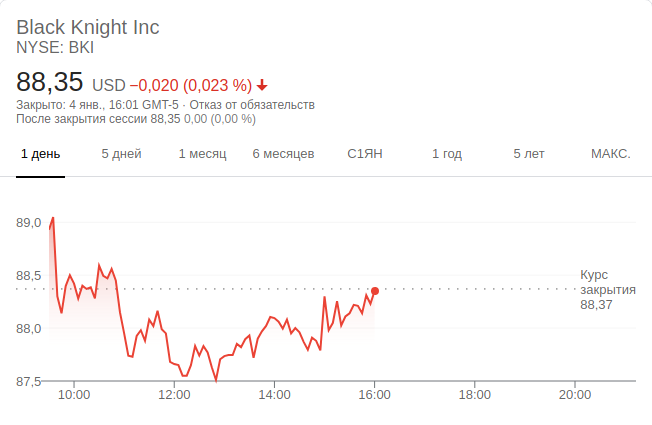 Black Knight Inc
NYSE: BKI
88,35 USD −0,020 (0,023 %)
Закрыто: 4 янв., 16:01 GMT-5 · Отказ от обязательств
После закрытия сессии 88,35 0,00 (0,00 %)
1 день 5 дней 1 месяц 6 месяцев С1ЯН 1 год 5 лет МАКС.
89,0
88,5
Курс
закрытия
88,37
88,0
87,5
10:00 12:00 14:00 16:00 18:00 20:00